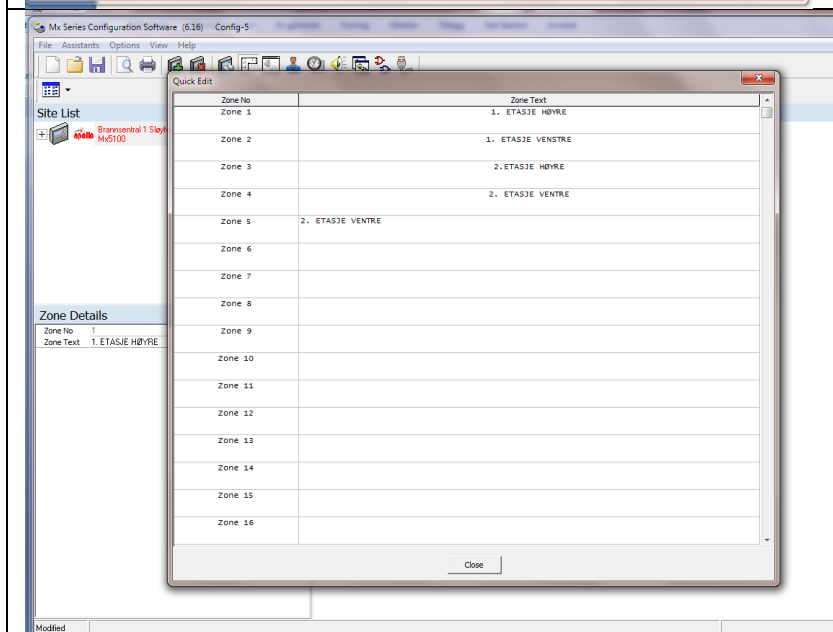 Mx Series Configuration Software (6.16) Config-5
File Assistants Options View Help
Quick Edit
Site List
apollo Brannsentral 1 Sløyfe
Mx5100
Zone No Zone Text
Zone 1 1. ETASJE HØYRE
Zone 2 1. ETASJE VENSTRE
Zone 3 2.ETASJE HØYRE
Zone 4 2. ETASJE VENTRE
Zone 5 2. ETASJE VENTRE
Zone 6
Zone 7
Zone 8
Zone 9
Zone 10
Zone 11
Zone 12
Zone 13
Zone 14
Zone 15
Zone 16
Zone Details
Zone No 1
Zone Text 1. ETASJE HØYRE
Close
Modified